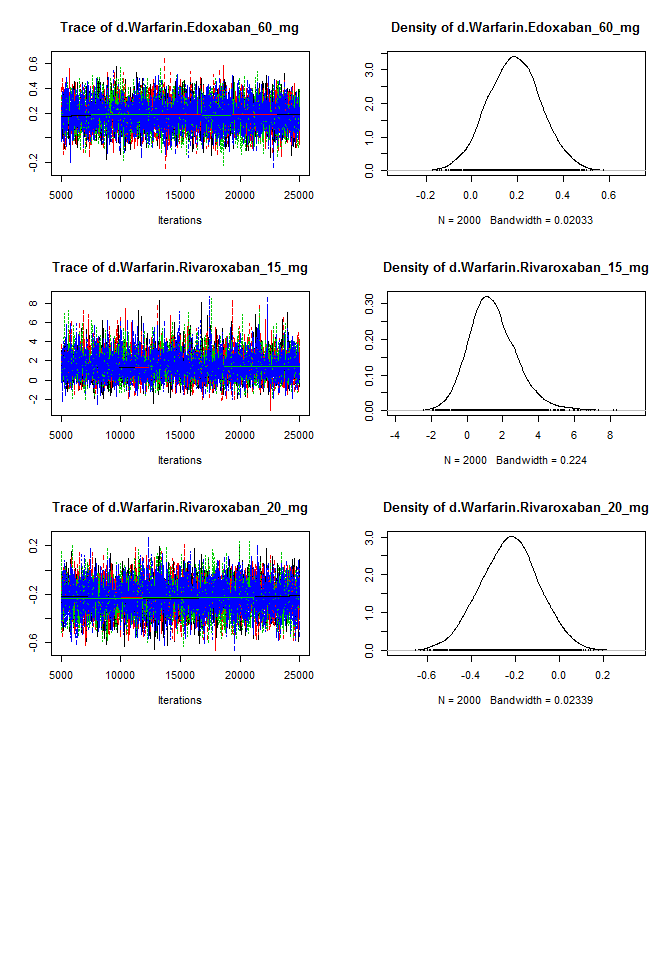 Trace of d.Warfarin.Edoxaban_60_mg
0.6
0.4
0.2
-0.2
5000 10000 15000 20000 25000
Iterations
Density of d.Warfarin.Edoxaban_60_mg
3.0
2.0
1.0
0.0
-0.2 0.0 0.2 0.4 0.6
N = 2000 Bandwidth = 0.02033
Trace of d.Warfarin.Rivaroxaban_15_mg
8
6
4
2
0
-2
5000 10000 15000 20000 25000
Iterations
Density of d.Warfarin.Rivaroxaban_15_mg
0.30
0.20
0.10
0.00
-4 -2 0 2 4 6 8
N = 2000 Bandwidth = 0.224
Trace of d.Warfarin.Rivaroxaban_20_mg
0.2
-0.2
-0.6
5000 10000 15000 20000 25000
Iterations
Density of d.Warfarin.Rivaroxaban_20_mg
3.0
2.0
1.0
0.0
-0.6 -0.4 -0.2 0.0 0.2
N = 2000 Bandwidth = 0.02339